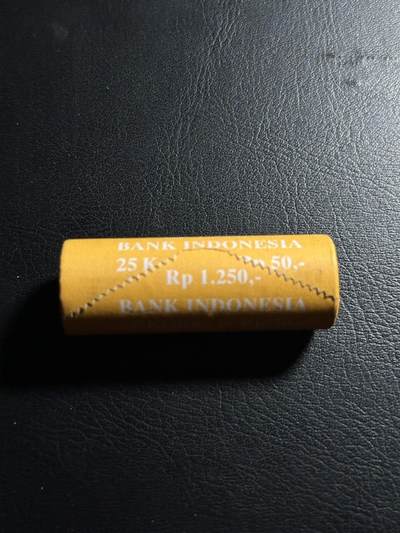 BANK INDONESIA
25 K 50,-
Rp 1.250,-
BANK INDONESIA